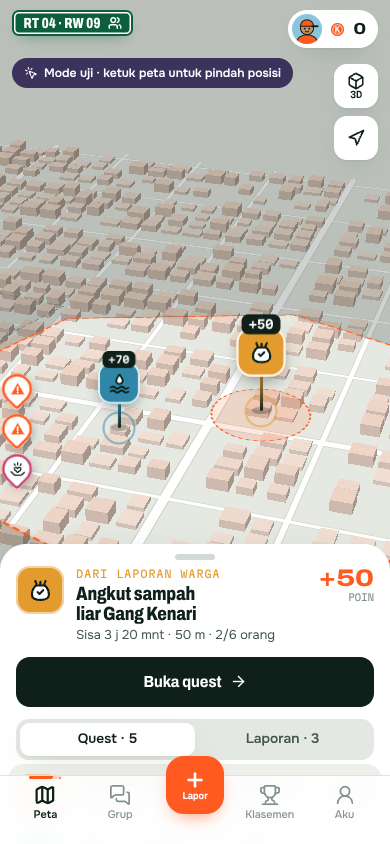 RT 04 · RW 09
0
Mode uji · ketuk peta untuk pindah posisi
3D
+50
+70
DARI LAPORAN WARGA
Angkut sampah
liar Gang Kenari
Sisa 3 j 20 mnt · 50 m · 2/6 orang
+50
POIN
Buka quest →
Quest · 5
Laporan · 3
Peta
Grup
Lapor
Klasemen
Aku